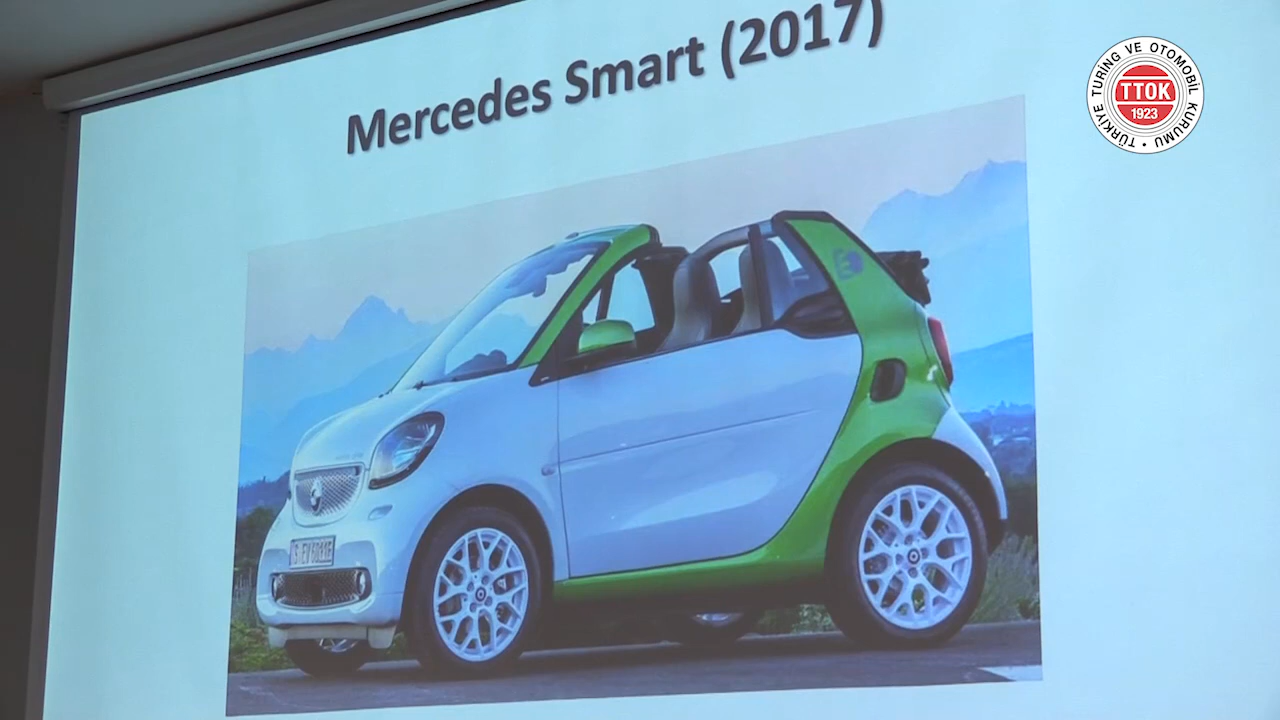 Mercedes Smart (2017)
TÜRKİYE TURİNG VE OTOMOBİL KURUMU
TTOK
1923